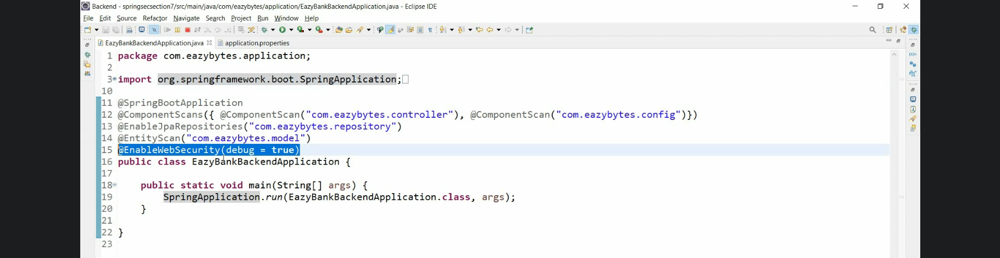 Backend - springsecsection7/src/main/java/com/eazybytes/application/EazyBankBackendApplication.java - Eclipse IDE
File Edit Source Refactor Navigate Search Project Run Window Help
EazyBankBackendApplication.java application.properties
1 package com.eazybytes.application;
2
3 import org.springframework.boot.SpringApplication;
10
11 @SpringBootApplication
12 @ComponentScans({ @ComponentScan("com.eazybytes.controller"), @ComponentScan("com.eazybytes.config")})
13 @EnableJpaRepositories("com.eazybytes.repository")
14 @EntityScan("com.eazybytes.model")
15 @EnableWebSecurity(debug = true)
16 public class EazyBankBackendApplication {
17
18 public static void main(String[] args) {
19 SpringApplication.run(EazyBankBackendApplication.class, args);
20 }
21
22 }
23